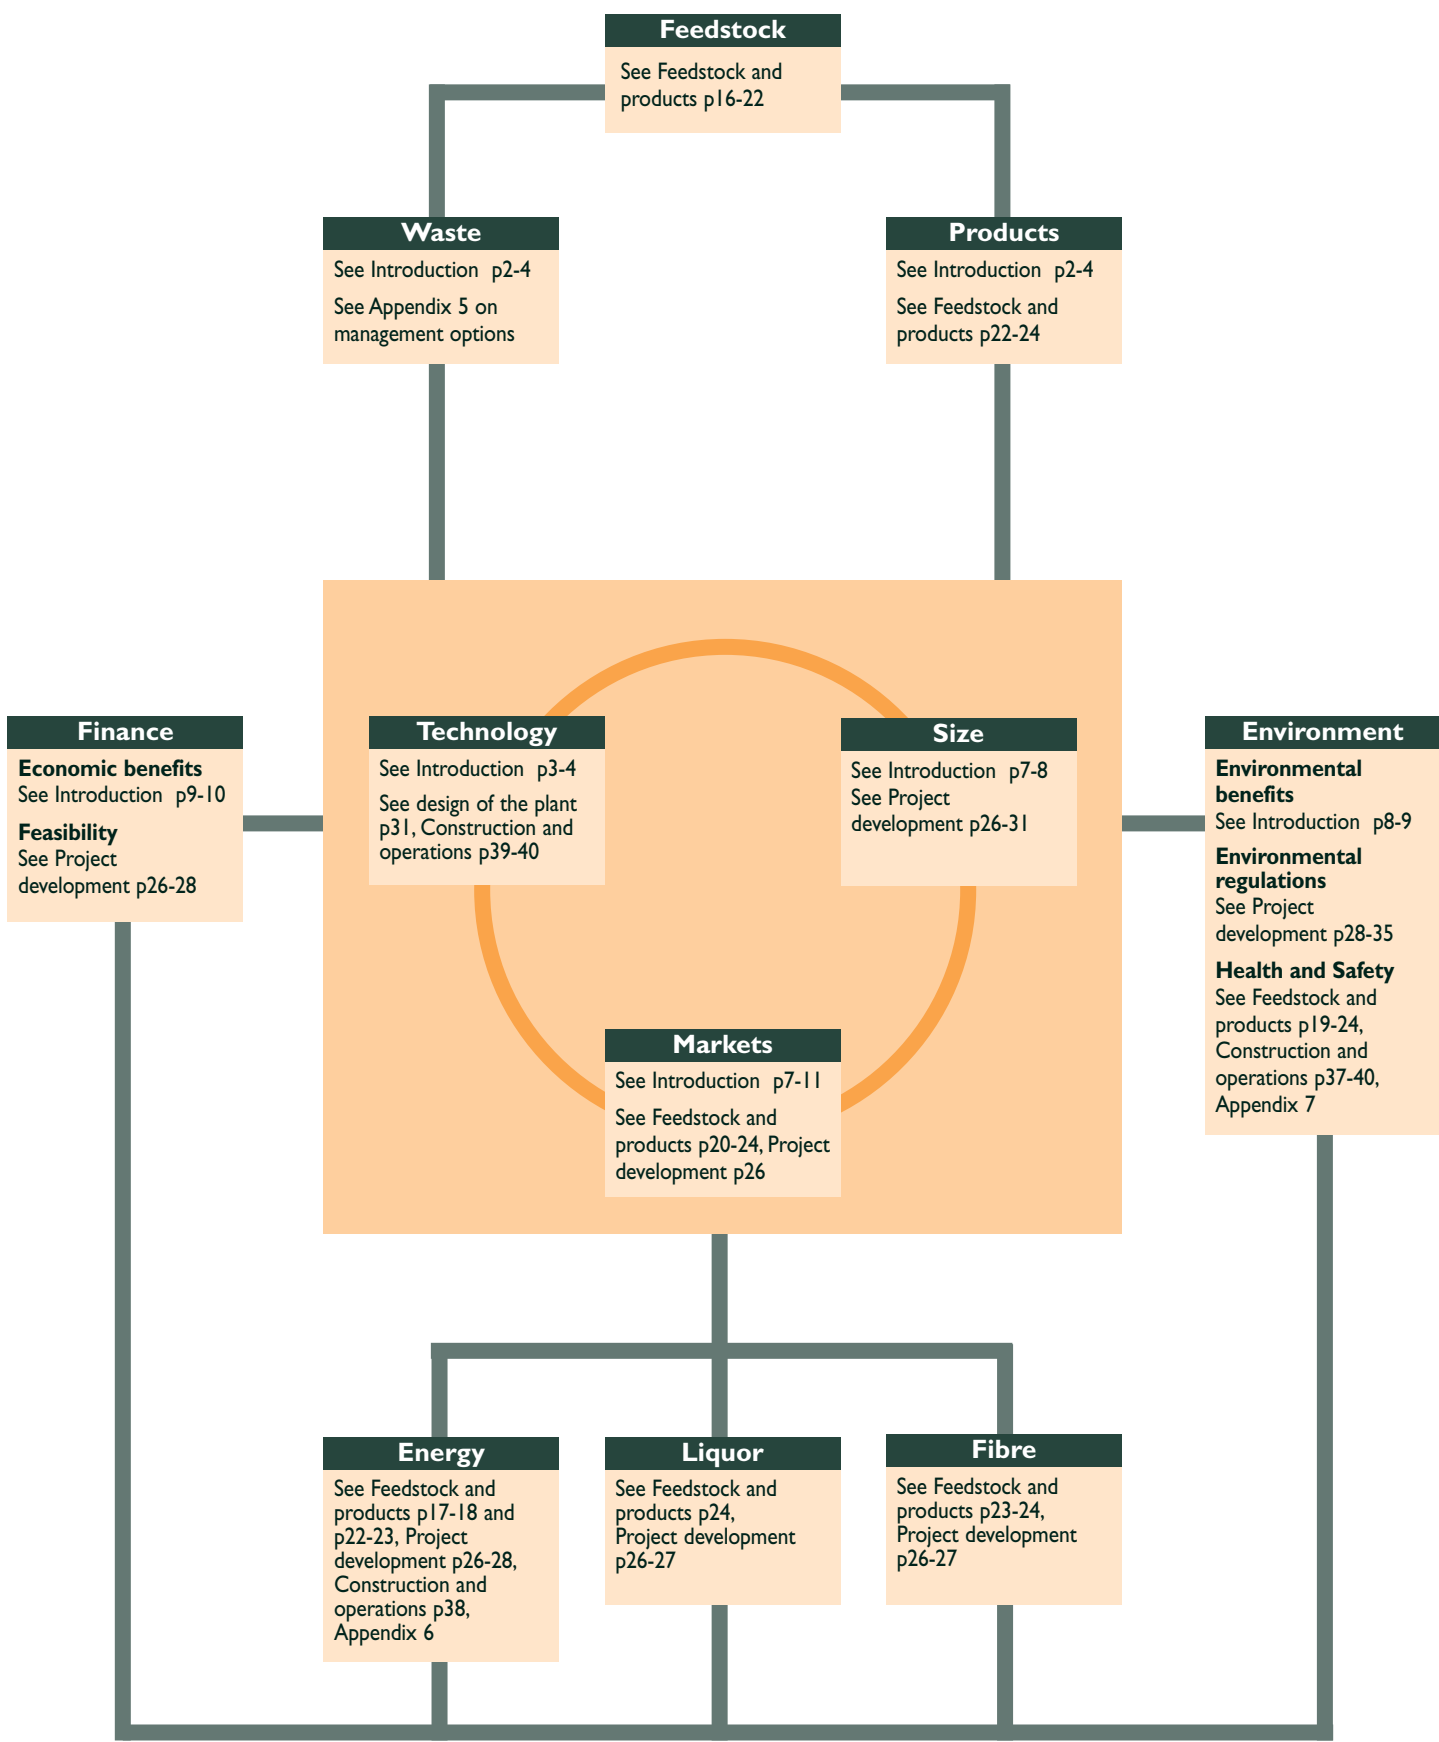 Feedstock
See Feedstock and
products p16-22
Waste
See Introduction p2-4
See Appendix 5 on
management options
Products
See Introduction p2-4
See Feedstock and
products p22-24
Finance
Economic benefits
See Introduction p9-10
Feasibility
See Project
development p26-28
Technology
See Introduction p3-4
See design of the plant
p31, Construction and
operations p39-40
Size
See Introduction p7-8
See Project
development p26-31
Environment
Environmental
benefits
See Introduction p8-9
Environmental
regulations
See Project
development p28-35
Health and Safety
See Feedstock and
products p19-24,
Construction and
operations p37-40,
Appendix 7
Markets
See Introduction p7-11
See Feedstock and
products p20-24, Project
development p26
Energy
See Feedstock and
products p17-18 and
p22-23, Project
development p26-28,
Construction and
operations p38,
Appendix 6
Liquor
See Feedstock and
products p24,
Project development
p26-27
Fibre
See Feedstock and
products p23-24,
Project development
p26-27